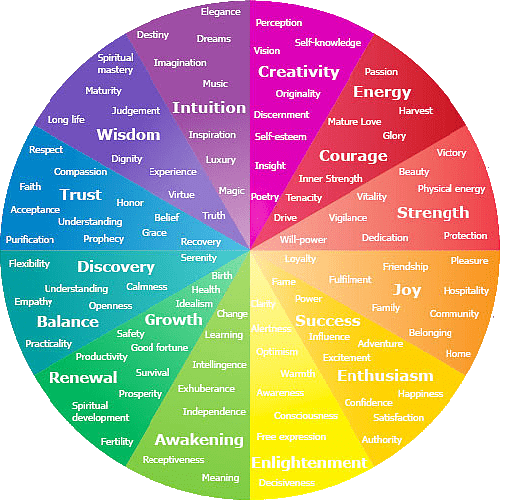 Elegance
Destiny
Dreams
Imagination
Music
Intuition
Inspiration
Luxury
Magic
Perception
Self-knowledge
Vision
Creativity
Originality
Discernment
Self-esteem
Insight
Poetry
Passion
Energy
Harvest
Mature Love
Glory
Courage
Inner Strength
Tenacity
Drive
Victory
Beauty
Physical energy
Vitality
Strength
Vigilance
Protection
Dedication
Will-power
Loyalty
Friendship
Pleasure
Fulfilment
Joy
Hospitality
Family
Community
Belonging
Home
Fame
Power
Success
Influence
Adventure
Excitement
Enthusiasm
Happiness
Confidence
Satisfaction
Authority
Clarity
Alertness
Optimism
Warmth
Awareness
Consciousness
Free expression
Enlightenment
Decisiveness
Change
Learning
Intellingence
Exhuberance
Independence
Awakening
Receptiveness
Meaning
Birth
Health
Idealism
Growth
Safety
Good fortune
Productivity
Survival
Renewal
Prosperity
Spiritual
development
Fertility
Serenity
Flexibility
Discovery
Understanding
Calmness
Empathy
Openness
Balance
Practicality
Respect
Compassion
Faith
Trust
Honor
Acceptance
Understanding
Belief
Grace
Purification
Prophecy
Recovery
Spiritual
mastery
Maturity
Judgement
Long life
Wisdom
Dignity
Experience
Virtue
Truth